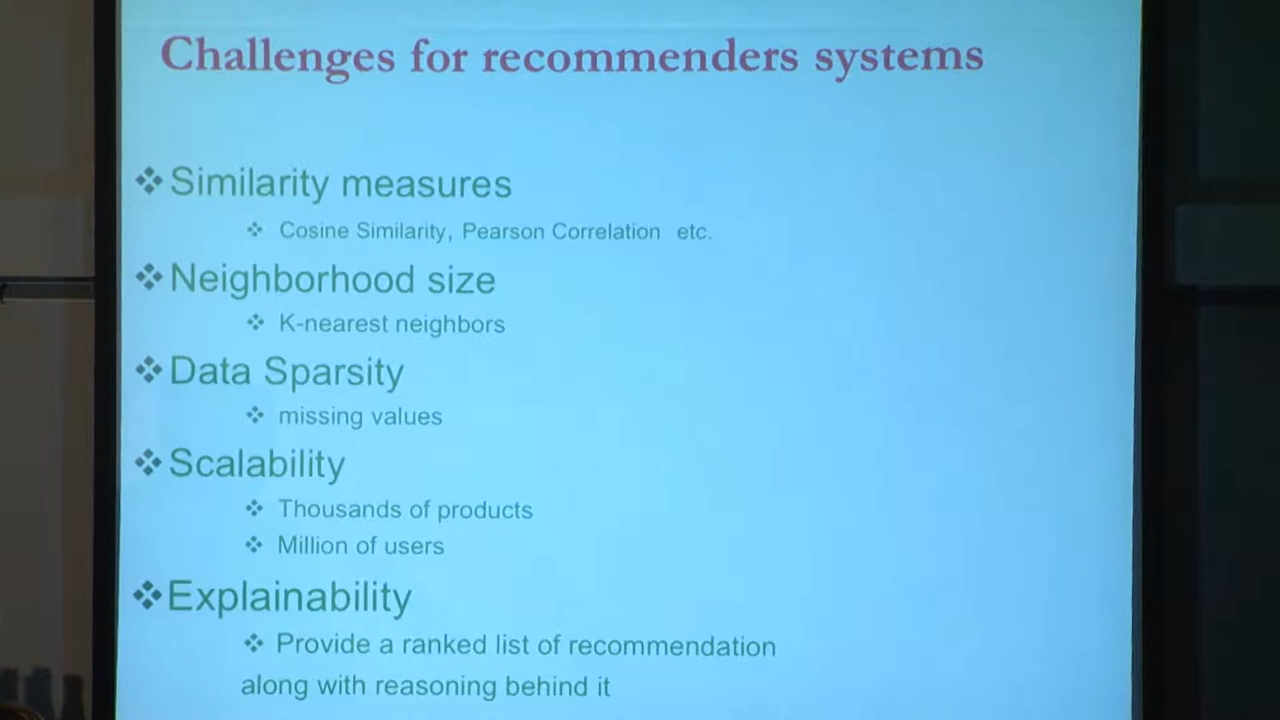 Challenges for recommenders systems
❖ Similarity measures
❖ Cosine Similarity, Pearson Correlation etc.
❖ Neighborhood size
❖ K-nearest neighbors
❖ Data Sparsity
❖ missing values
❖ Scalability
❖ Thousands of products
❖ Million of users
❖ Explainability
❖ Provide a ranked list of recommendation
along with reasoning behind it